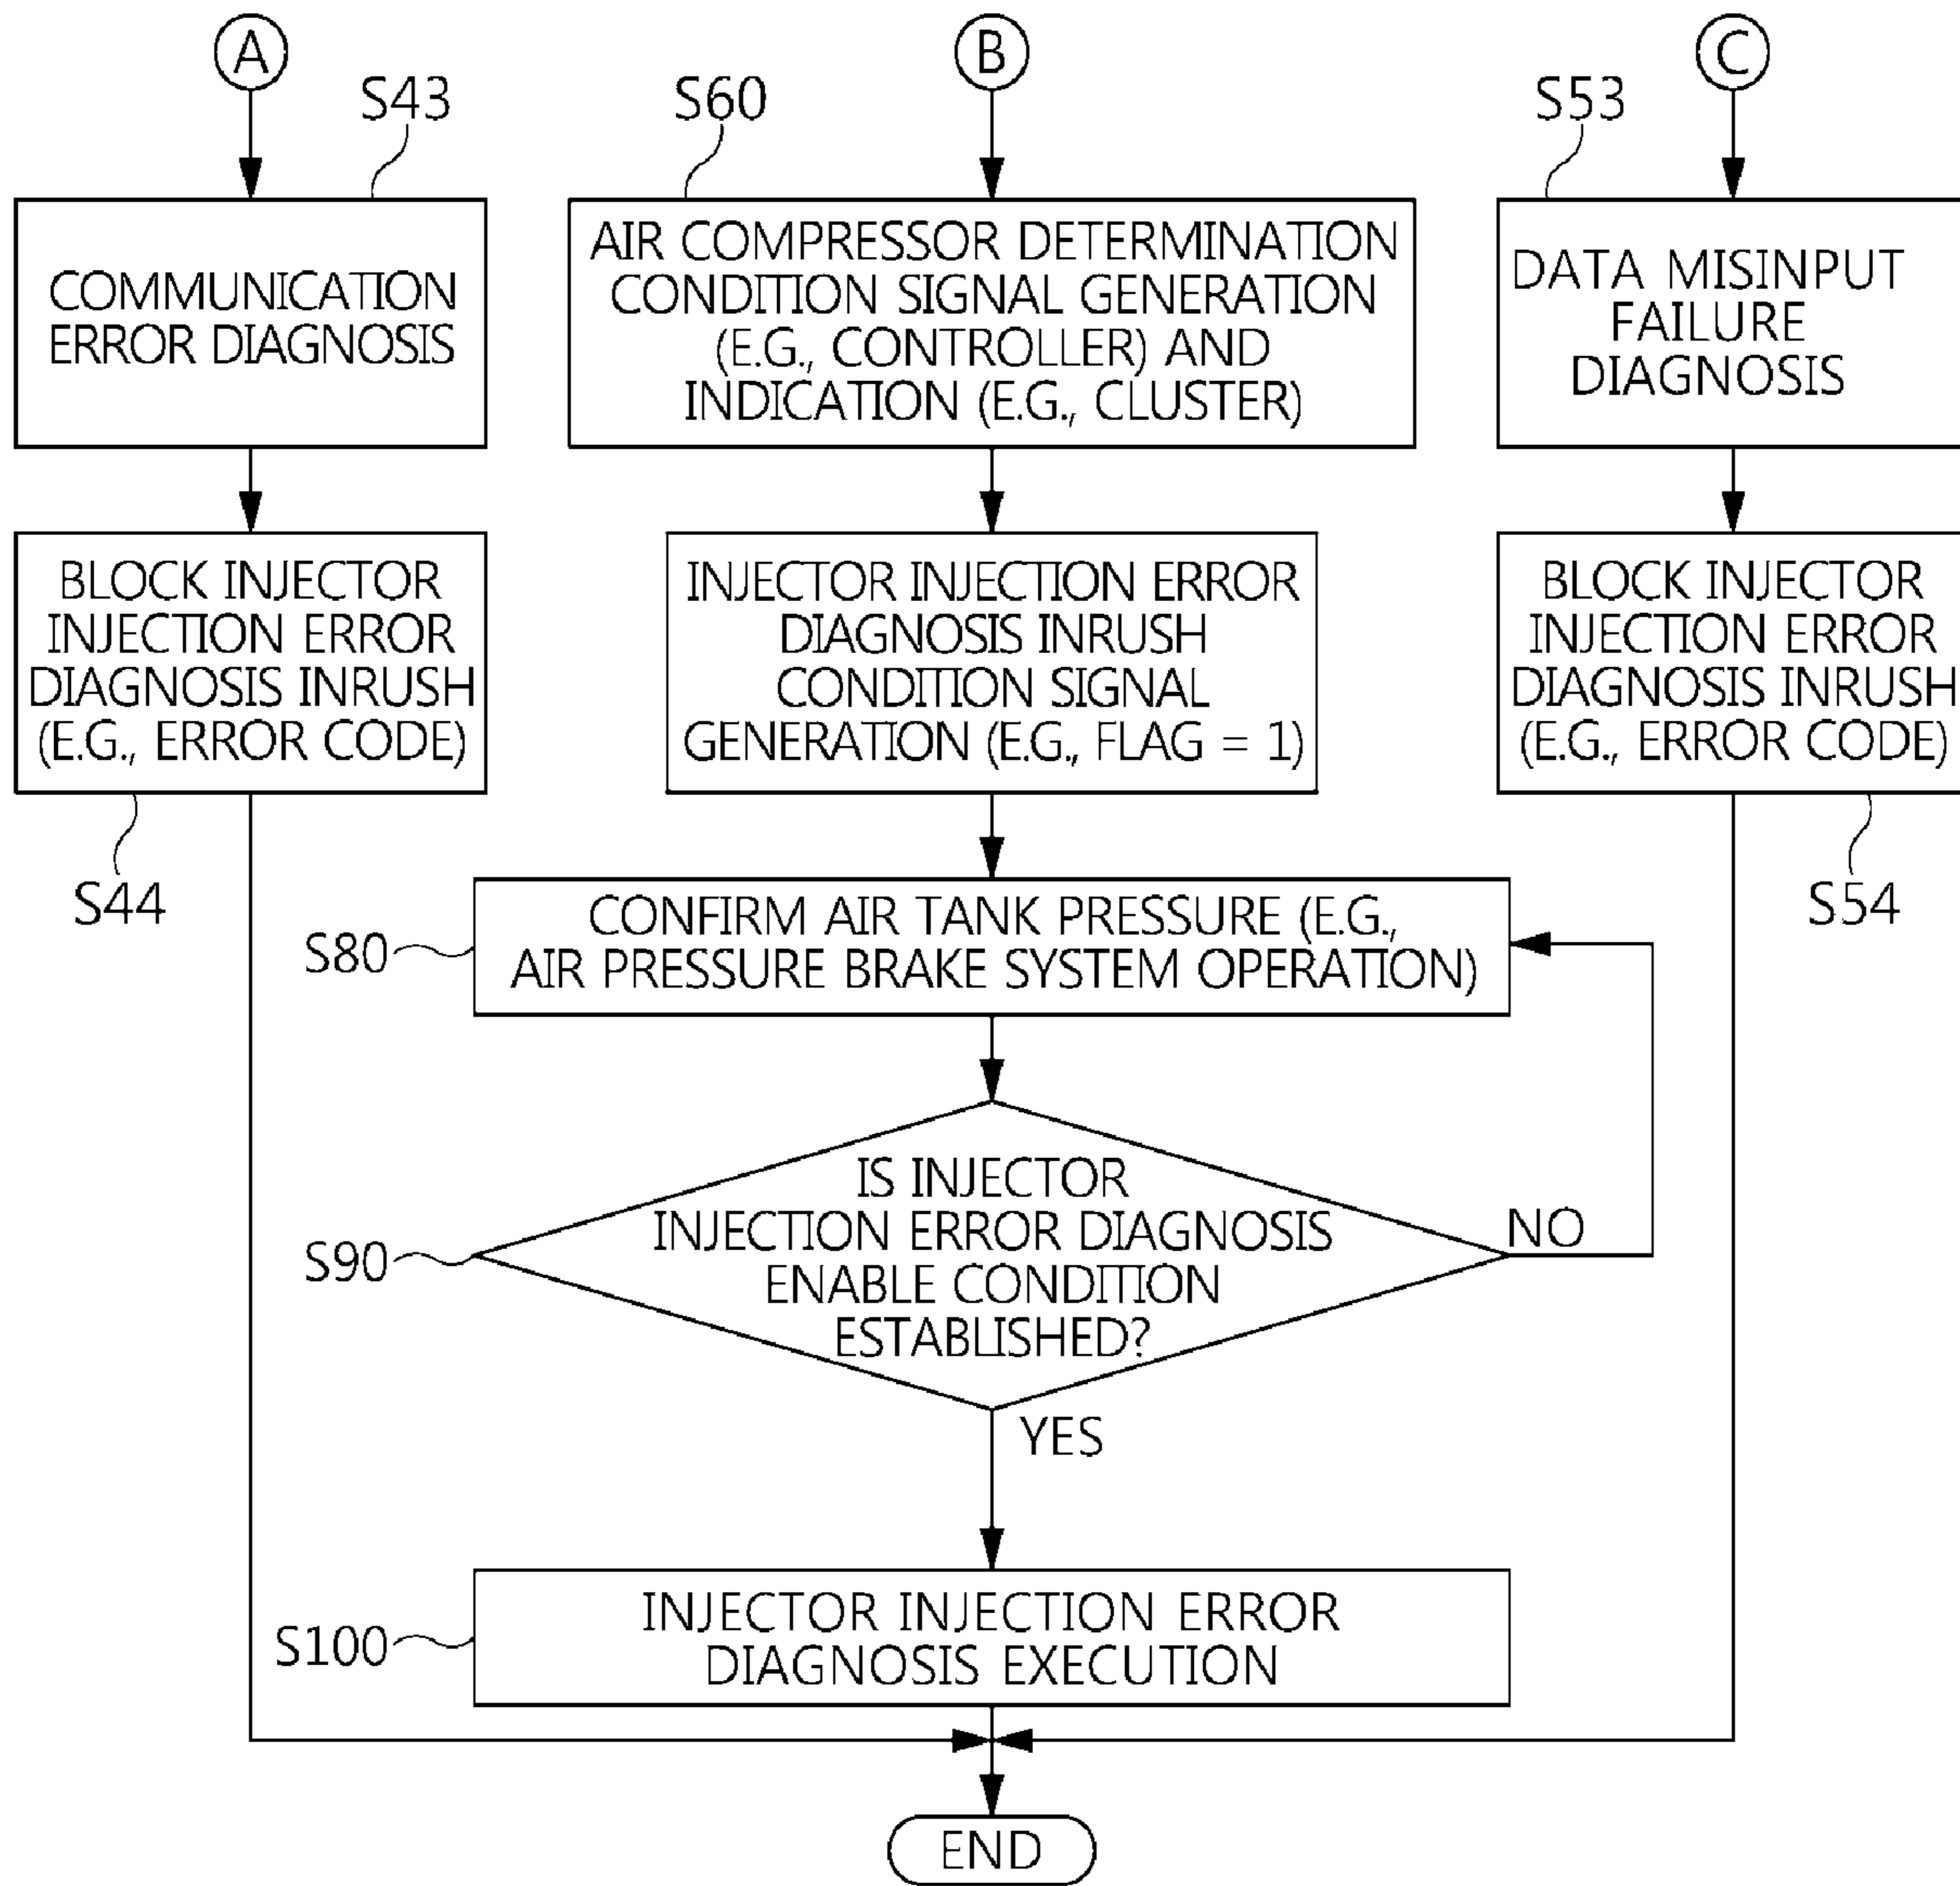 A
B
C
S43
S60
S53
COMMUNICATION
ERROR DIAGNOSIS
AIR COMPRESSOR DETERMINATION
CONDITION SIGNAL GENERATION
(E.G., CONTROLLER) AND
INDICATION (E.G., CLUSTER)
DATA MISINPUT
FAILURE
DIAGNOSIS
BLOCK INJECTOR
INJECTION ERROR
DIAGNOSIS INRUSH
(E.G., ERROR CODE)
INJECTOR INJECTION ERROR
DIAGNOSIS INRUSH
CONDITION SIGNAL
GENERATION (E.G., FLAG = 1)
BLOCK INJECTOR
INJECTION ERROR
DIAGNOSIS INRUSH
(E.G., ERROR CODE)
S44
S54
S80
CONFIRM AIR TANK PRESSURE (E.G.,
AIR PRESSURE BRAKE SYSTEM OPERATION)
S90
IS INJECTOR
INJECTION ERROR DIAGNOSIS
ENABLE CONDITION
ESTABLISHED?
NO
YES
S100
INJECTOR INJECTION ERROR
DIAGNOSIS EXECUTION
END